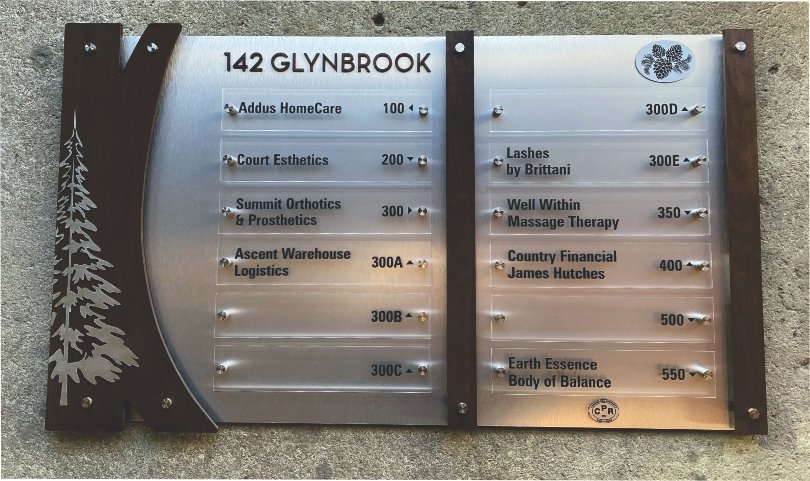 142 GLYNBROOK
Addus HomeCare 100
Court Esthetics 200
Summit Orthotics
& Prosthetics 300
Ascent Warehouse
Logistics 300A
300B
300C
300D
Lashes
by Brittani 300E
Well Within
Massage Therapy 350
Country Financial
James Hutches 400
500
Earth Essence
Body of Balance 550
CPR